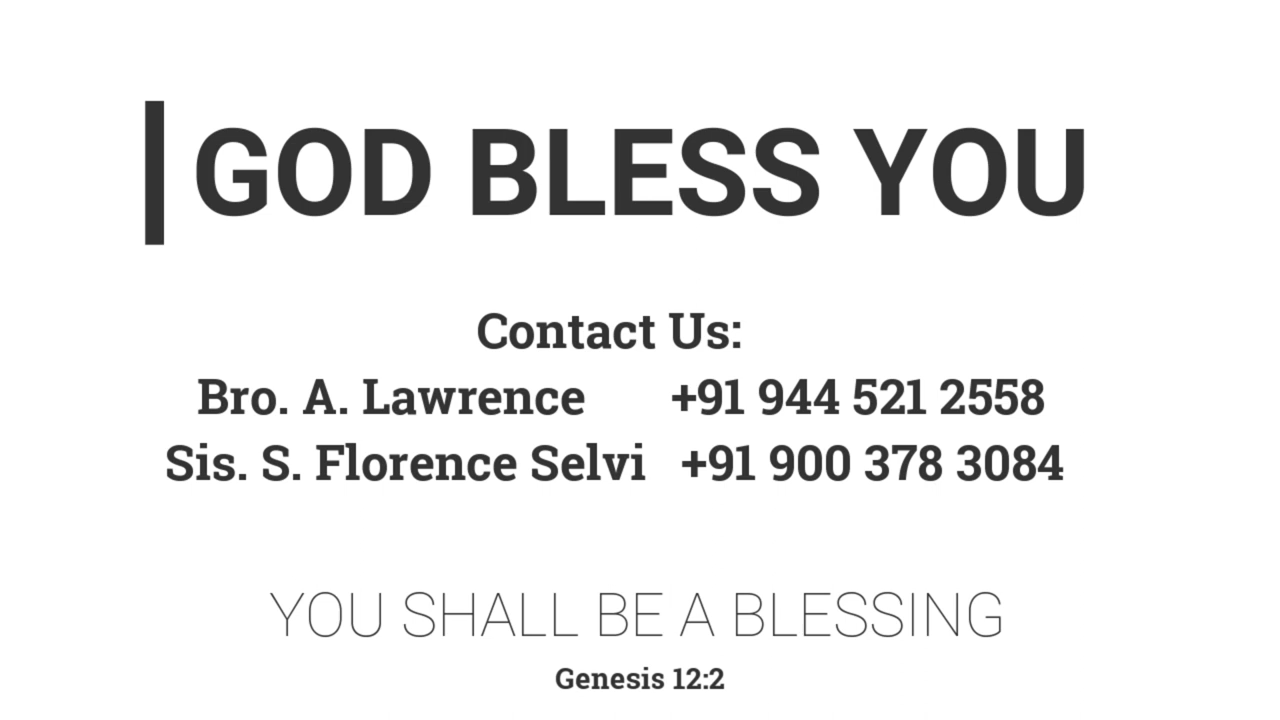 GOD BLESS YOU
Contact Us:
Bro. A. Lawrence +91 944 521 2558
Sis. S. Florence Selvi +91 900 378 3084
YOU SHALL BE A BLESSING
Genesis 12:2